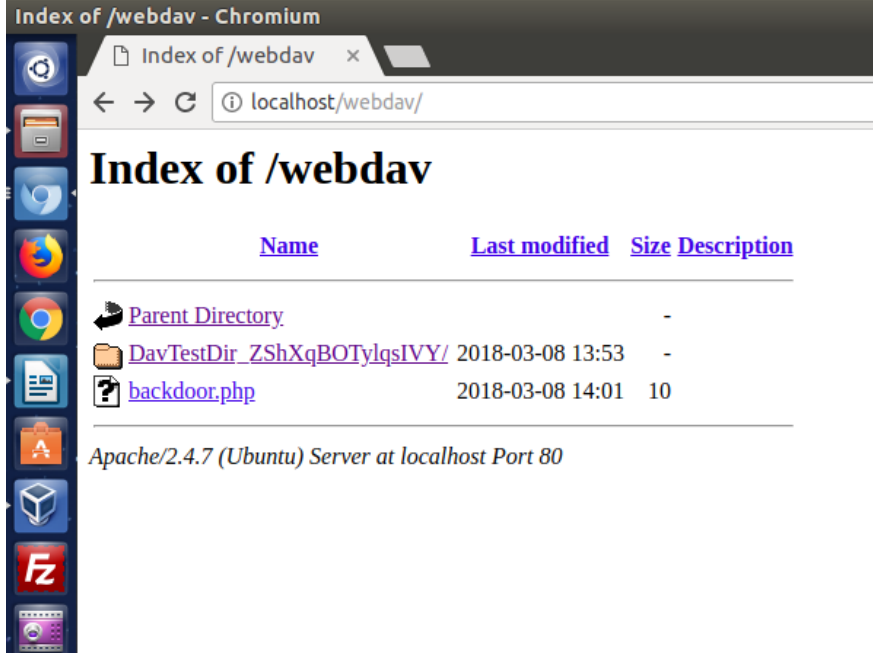 Index of /webdav - Chromium
Index of /webdav ×
localhost/webdav/
Index of /webdav
Name Last modified Size Description
Parent Directory -
DavTestDir_ZShXqBOTylqsIVY/ 2018-03-08 13:53 -
backdoor.php 2018-03-08 14:01 10
Apache/2.4.7 (Ubuntu) Server at localhost Port 80
Fz